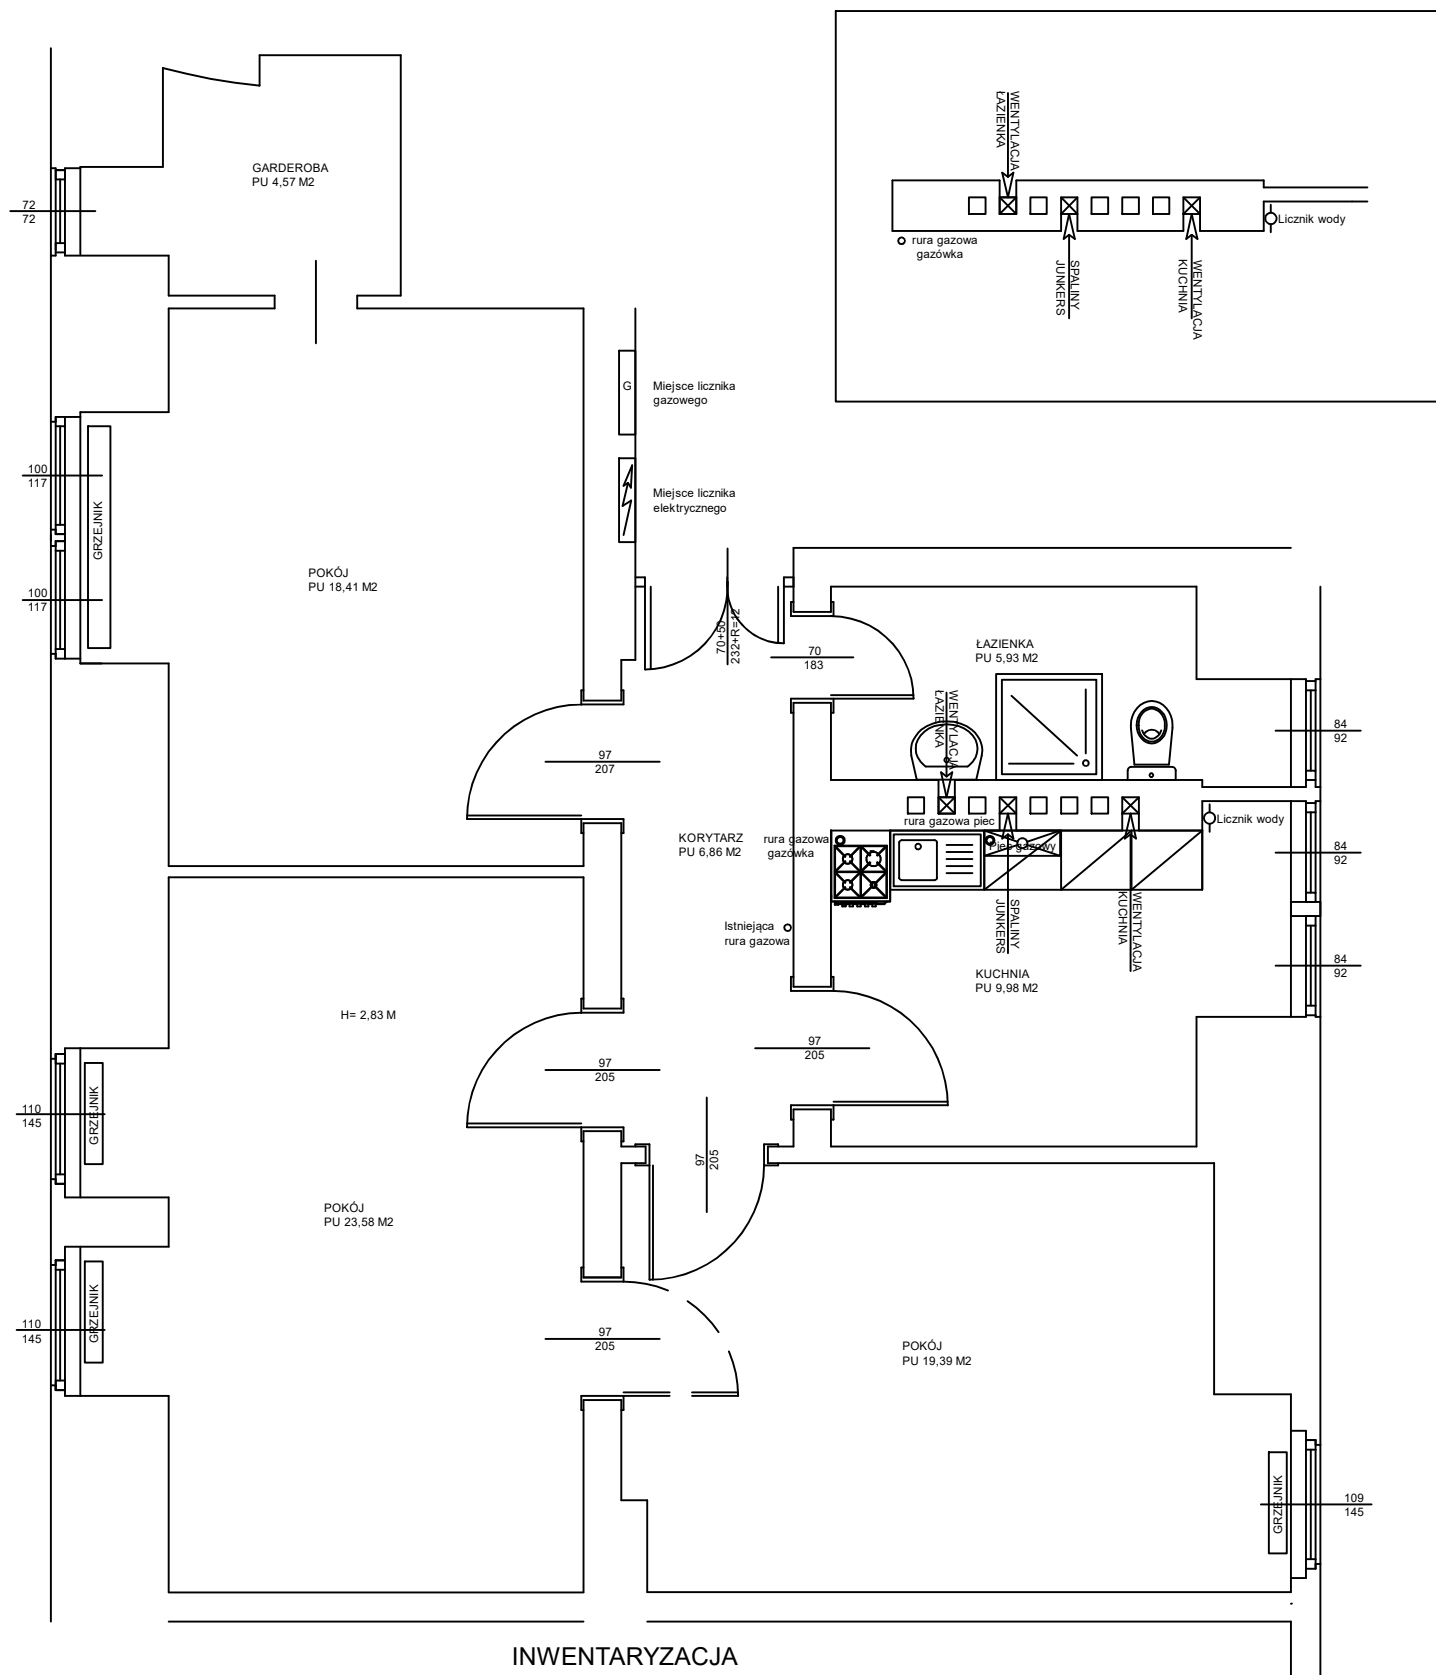 WENTYLACJA
ŁAZIENKA
Licznik wody
rura gazowa
gazówka
SPALINY
JUNKERS
WENTYLACJA
KUCHNIA
GARDEROBA
PU 4,57 M2
72
72
G
Miejsce licznika
gazowego
100
117
GRZEJNIK
Miejsce licznika
elektrycznego
POKÓJ
PU 18,41 M2
100
117
70+50
232+R=12
70
183
ŁAZIENKA
PU 5,93 M2
WENTYLACJA
ŁAZIENKA
84
92
97
207
KORYTARZ
PU 6,86 M2
rura gazowa
gazówka
rura gazowa piec
Piec gazowy
Licznik wody
84
92
Istniejąca
rura gazowa
SPALINY
JUNKERS
WENTYLACJA
KUCHNIA
KUCHNIA
PU 9,98 M2
84
92
H= 2,83 M
97
205
97
205
110
145
GRZEJNIK
97
205
POKÓJ
PU 23,58 M2
110
145
GRZEJNIK
97
205
POKÓJ
PU 19,39 M2
GRZEJNIK
109
145
INWENTARYZACJA